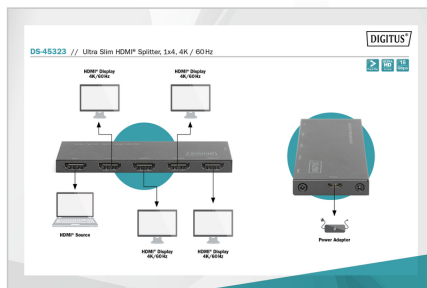 DIGITUS®
DS-45323 // Ultra Slim HDMI® Splitter, 1x4, 4K / 60 Hz
HDMI® Display
4K/60Hz
HDMI® Display
4K/60Hz
HDMI® Source
HDMI® Display
4K/60Hz
HDMI® Display
4K/60Hz
Power Adapter